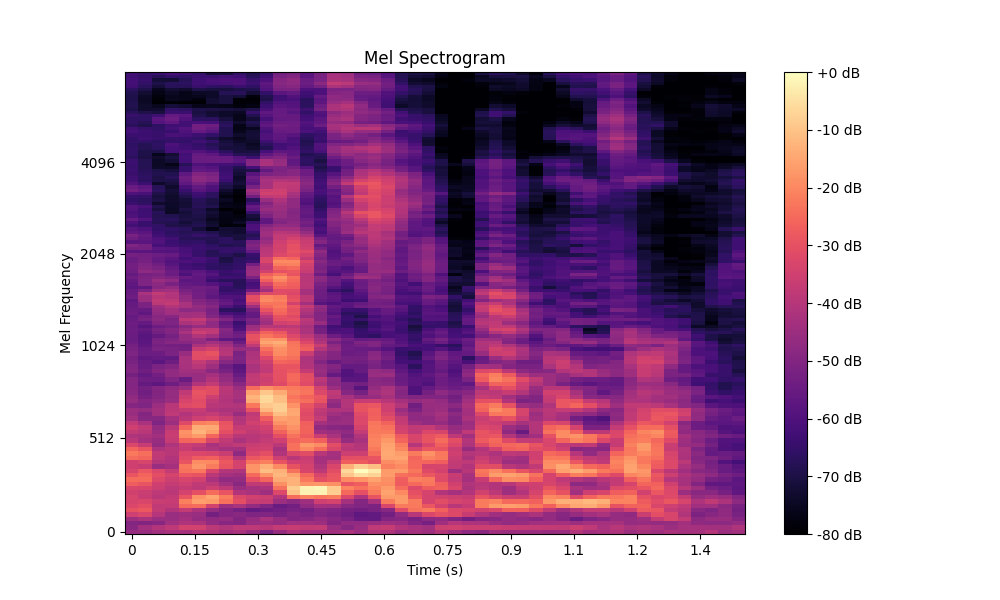 Mel Spectrogram
+0 dB
-10 dB
-20 dB
-30 dB
-40 dB
-50 dB
-60 dB
-70 dB
-80 dB
Mel Frequency
4096
2048
1024
512
0
0 0.15 0.3 0.45 0.6 0.75 0.9 1.1 1.2 1.4
Time (s)